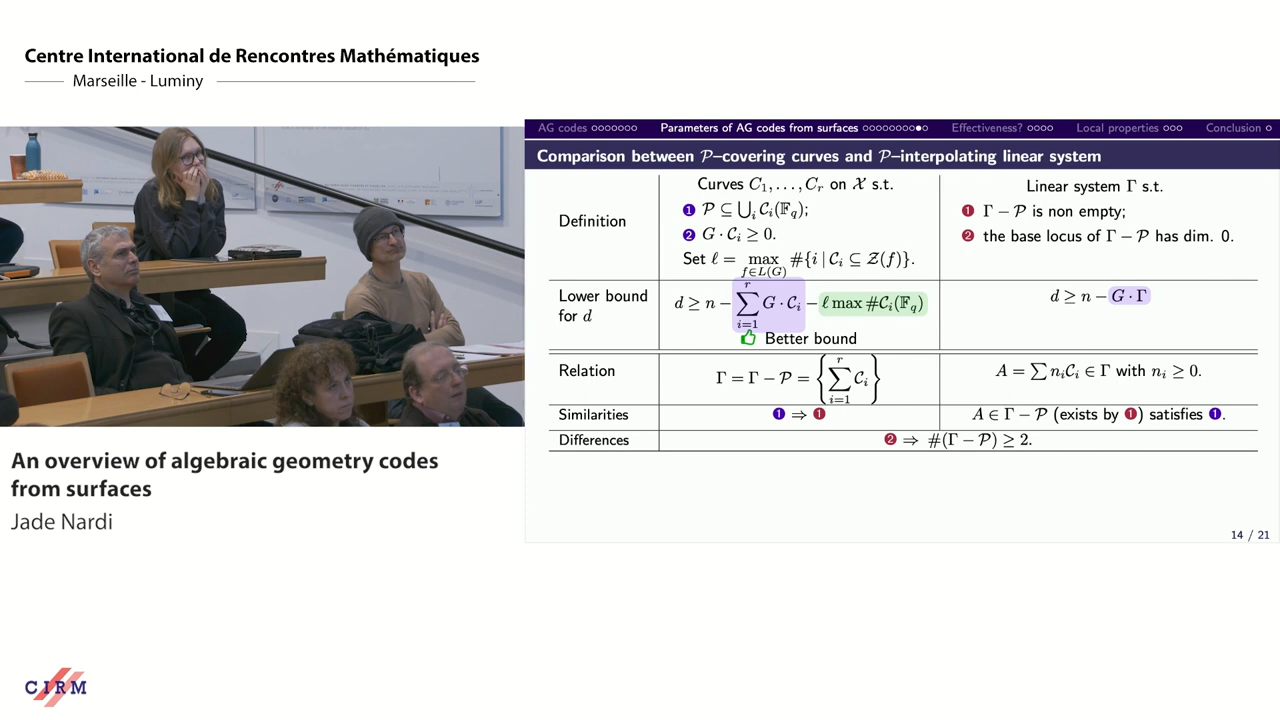 Centre International de Rencontres Mathématiques
Marseille - Luminy
AG codes ○○○○○○○ Parameters of AG codes from surfaces ○○○○○○○○●○ Effectiveness? ○○○○ Local properties ○○○ Conclusion ○
Comparison between 𝒫–covering curves and 𝒫–interpolating linear system
Definition
Curves C₁, . . . , Cᵣ on 𝒳 s.t.
❶ 𝒫 ⊆ ⋃ᵢ 𝒞ᵢ(𝔽_q);
❷ G · 𝒞ᵢ ≥ 0.
Set ℓ = max_{f∈L(G)} #{i | 𝒞ᵢ ⊆ 𝒵(f)}.
Linear system Γ s.t.
❶ Γ − 𝒫 is non empty;
❷ the base locus of Γ − 𝒫 has dim. 0.
Lower bound
for d
d ≥ n − ∑_{i=1}^{r} G · 𝒞ᵢ − ℓ max #𝒞ᵢ(𝔽_q)
Better bound
d ≥ n − G · Γ
Relation
Γ = Γ − 𝒫 = {∑_{i=1}^{r} 𝒞ᵢ}
A = ∑ nᵢ𝒞ᵢ ∈ Γ with nᵢ ≥ 0.
Similarities
❶ ⇒ ❶
A ∈ Γ − 𝒫 (exists by ❶) satisfies ❶.
Differences
❷ ⇒ #(Γ − 𝒫) ≥ 2.
14 / 21
An overview of algebraic geometry codes
from surfaces
Jade Nardi
CIRM